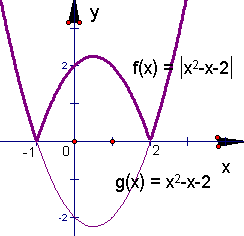 y
2
f(x) = |x²-x-2|
-1 0 2
x
g(x) = x²-x-2
-2